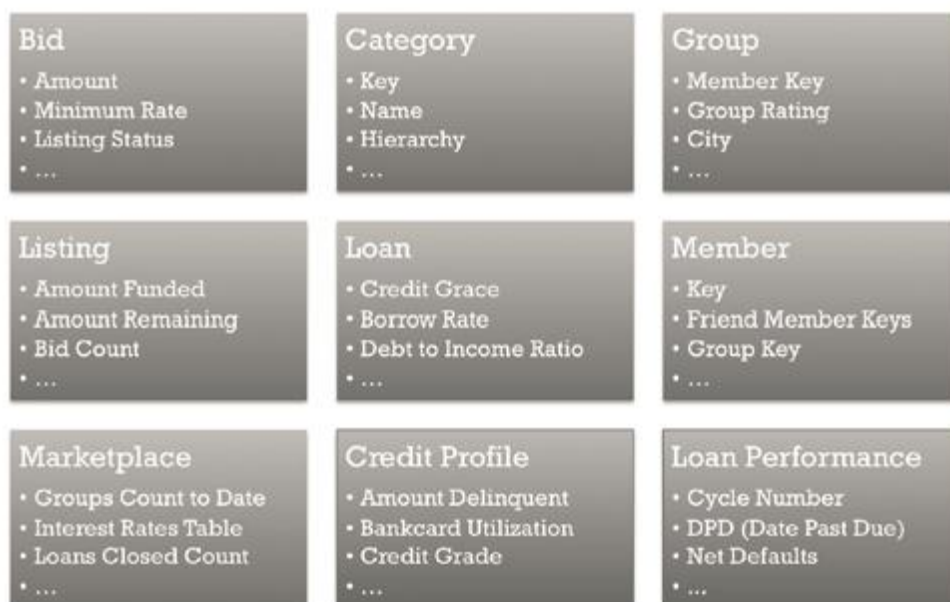 Bid
• Amount
• Minimum Rate
• Listing Status
• ...
Category
• Key
• Name
• Hierarchy
• ...
Group
• Member Key
• Group Rating
• City
• ...
Listing
• Amount Funded
• Amount Remaining
• Bid Count
• ...
Loan
• Credit Grace
• Borrow Rate
• Debt to Income Ratio
• ...
Member
• Key
• Friend Member Keys
• Group Key
• ...
Marketplace
• Groups Count to Date
• Interest Rates Table
• Loans Closed Count
• ...
Credit Profile
• Amount Delinquent
• Bankcard Utilization
• Credit Grade
• ...
Loan Performance
• Cycle Number
• DPD (Date Past Due)
• Net Defaults
• ...